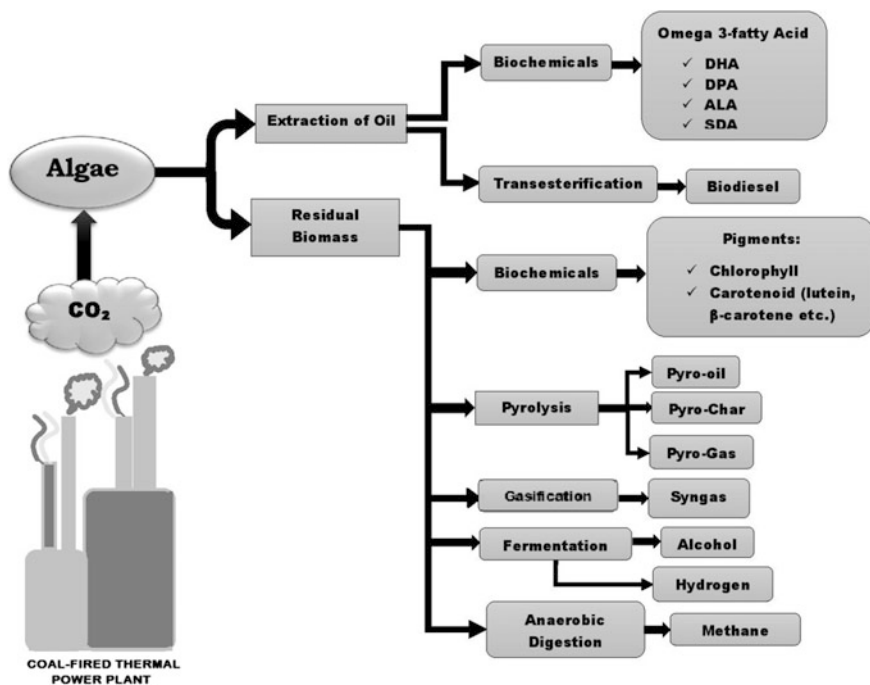 Algae
CO₂
COAL-FIRED THERMAL
POWER PLANT
Extraction of Oil
Residual
Biomass
Biochemicals
Omega 3-fatty Acid
✓ DHA
✓ DPA
✓ ALA
✓ SDA
Transesterification
Biodiesel
Biochemicals
Pigments:
✓ Chlorophyll
✓ Carotenoid (lutein,
β-carotene etc.)
Pyrolysis
Pyro-oil
Pyro-Char
Pyro-Gas
Gasification
Syngas
Fermentation
Alcohol
Hydrogen
Anaerobic
Digestion
Methane